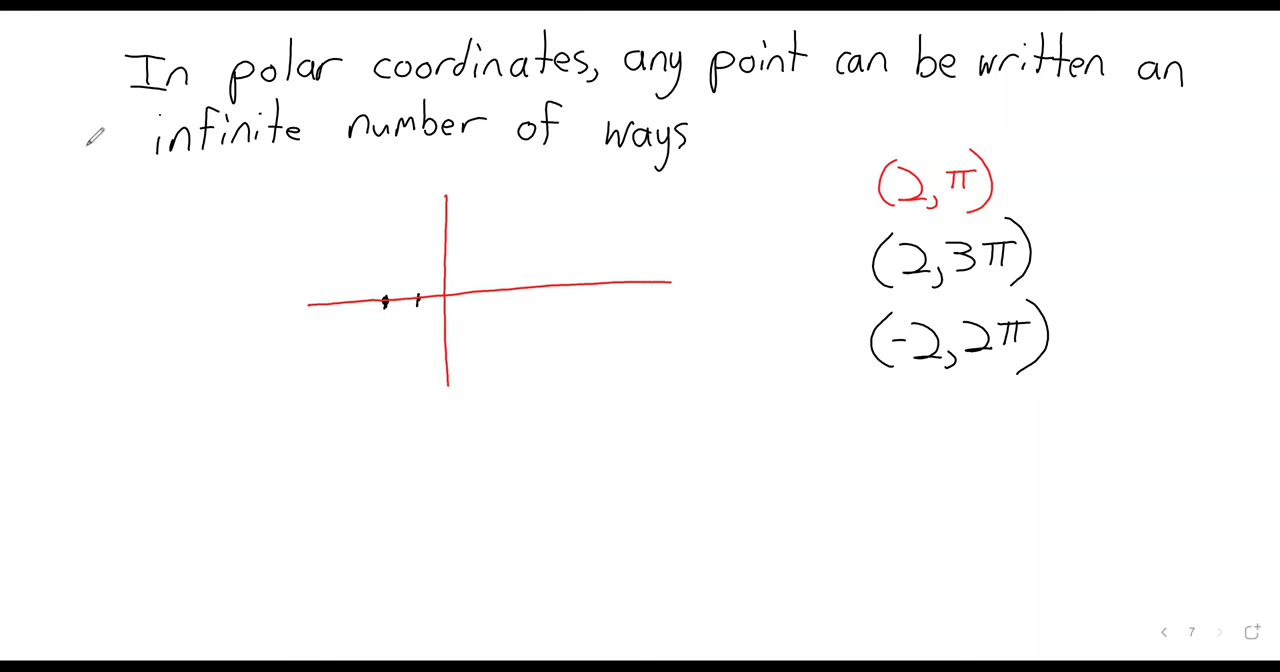 In polar coordinates, any point can be written an
infinite number of ways
(2, π)
(2, 3π)
(-2, 2π)
7